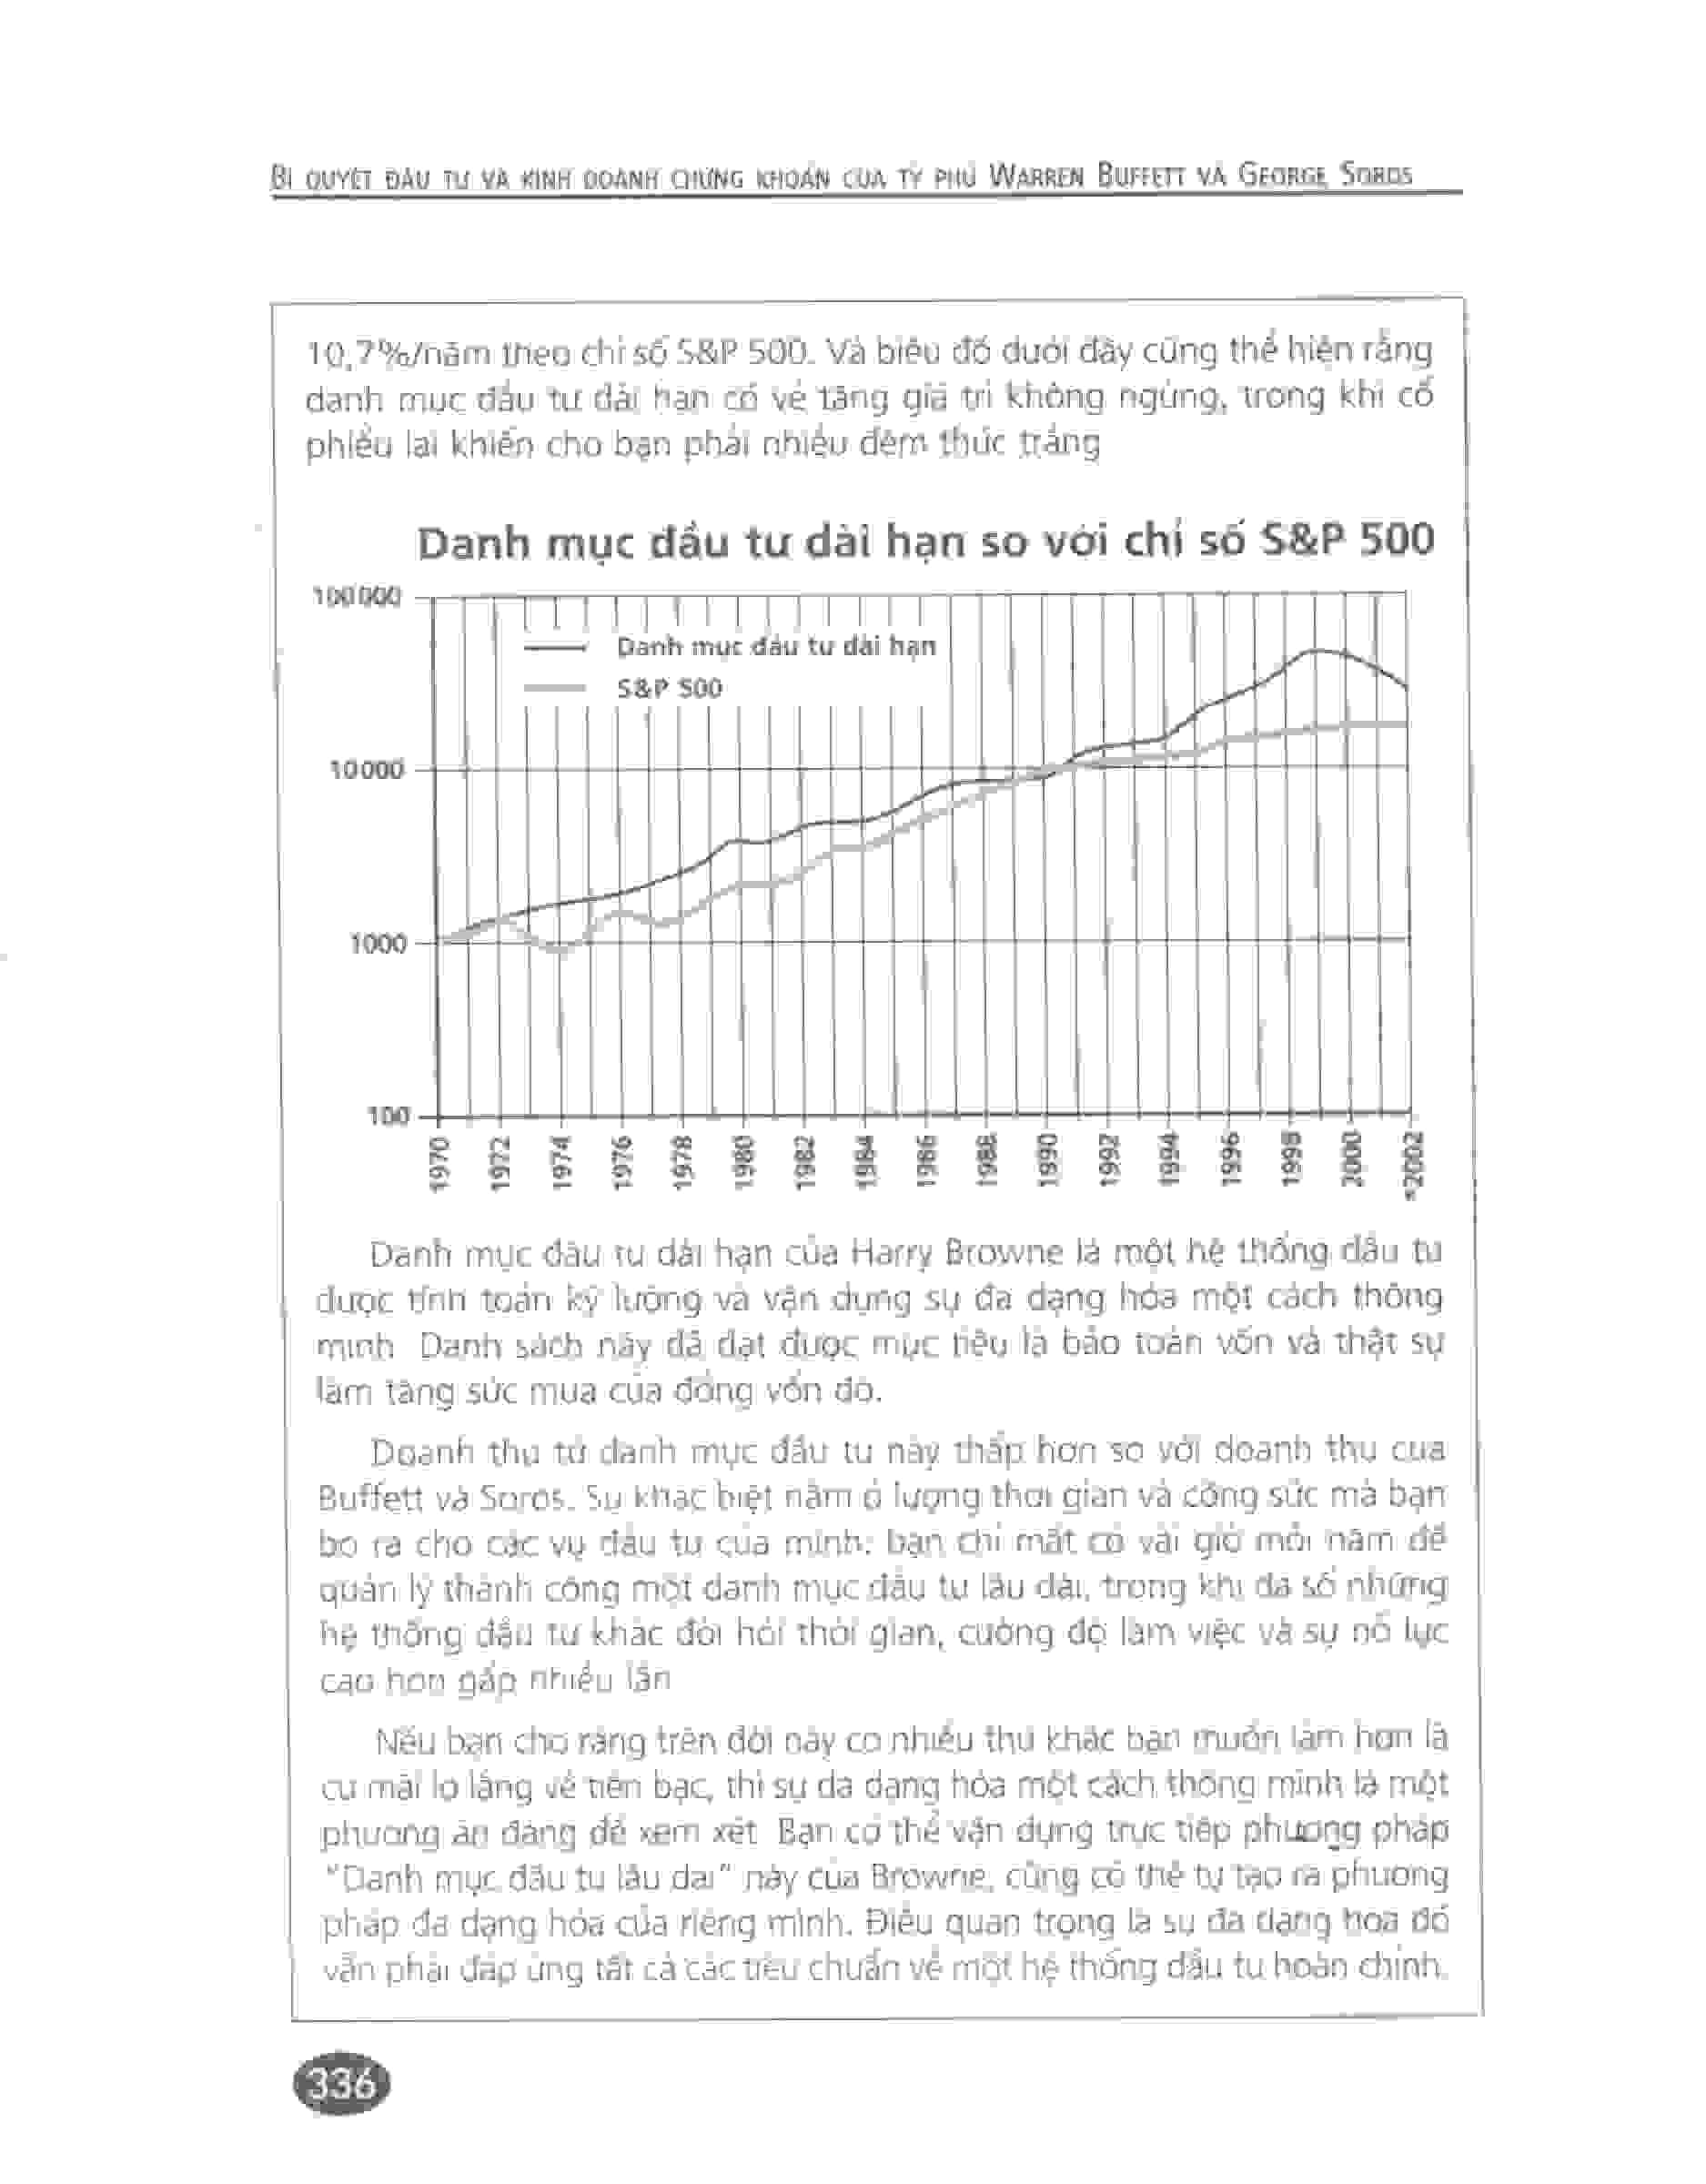 BÍ QUYẾT ĐẦU TƯ VÀ KINH DOANH CHỨNG KHOÁN CỦA TỶ PHÚ WARREN BUFFETT VÀ GEORGE SOROS
10,7%/năm theo chỉ số S&P 500. Và biểu đồ dưới đây cũng thể hiện rằng
danh mục đầu tư dài hạn có vẻ tăng giá trị không ngừng, trong khi cổ
phiếu lại khiến cho bạn phải nhiều đêm thức trắng
Danh mục đầu tư dài hạn so với chỉ số S&P 500
100000
Danh mục đầu tư dài hạn
S&P 500
10000
1000
100
1970 1972 1974 1976 1978 1980 1982 1984 1986 1988 1990 1992 1994 1996 1998 2000 *2002
Danh mục đầu tư dài hạn của Harry Browne là một hệ thống đầu tư
được tính toán kỹ lưỡng và vận dụng sự đa dạng hóa một cách thông
minh. Danh sách này đã đạt được mục tiêu là bảo toàn vốn và thật sự
làm tăng sức mua của đồng vốn đó.
Doanh thu từ danh mục đầu tư này thấp hơn so với doanh thu của
Buffett và Soros. Sự khác biệt nằm ở lượng thời gian và công sức mà bạn
bỏ ra cho các vụ đầu tư của mình: bạn chỉ mất có vài giờ mỗi năm để
quản lý thành công một danh mục đầu tư lâu dài, trong khi đa số những
hệ thống đầu tư khác đòi hỏi thời gian, cường độ làm việc và sự nỗ lực
cao hơn gấp nhiều lần
Nếu bạn cho rằng trên đời này có nhiều thứ khác bạn muốn làm hơn là
cứ mãi lo lắng về tiền bạc, thì sự đa dạng hóa một cách thông minh là một
phương án đáng để xem xét. Bạn có thể vận dụng trực tiếp phương pháp
"Danh mục đầu tư lâu dài" này của Browne, cũng có thể tự tạo ra phương
pháp đa dạng hóa của riêng mình. Điều quan trọng là sự đa dạng hóa đó
vẫn phải đáp ứng tất cả các tiêu chuẩn về một hệ thống đầu tư hoàn chỉnh.
336